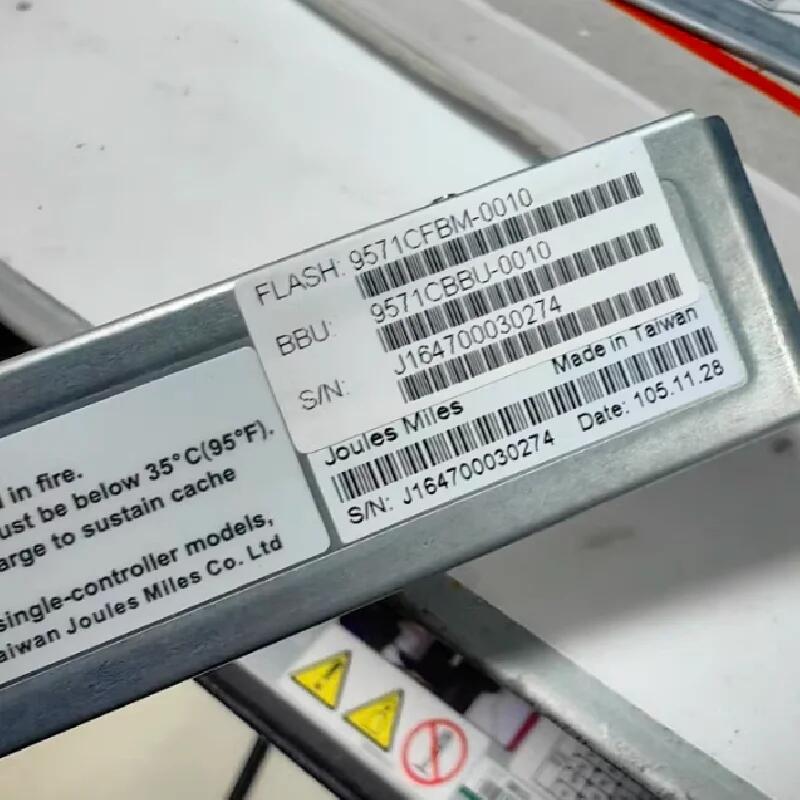 FLASH: 9571CFBM-0010
BBU: 9571CBBU-0010
S/N: J164700030274
Joules Miles Made in Taiwan
S/N: J164700030274 Date: 105.11.28
in fire.
ust be below 35°C(95°F).
arge to sustain cache
single-controller models,
aiwan Joules Miles Co. Ltd